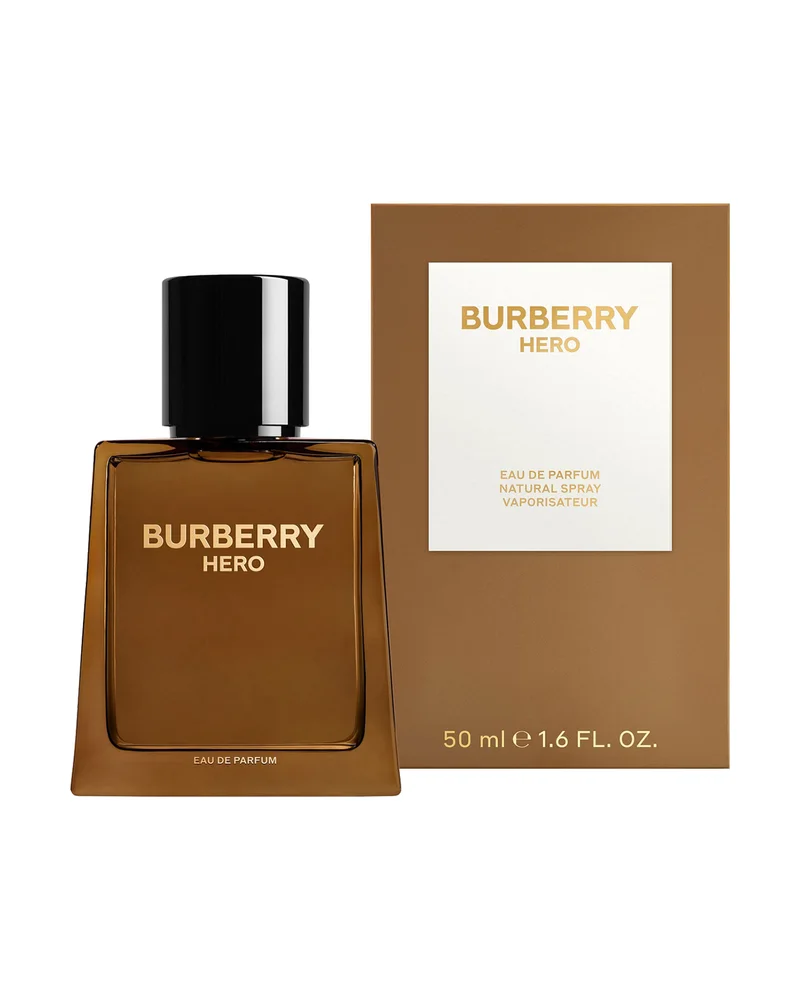 BURBERRY
HERO
EAU DE PARFUM
BURBERRY
HERO
EAU DE PARFUM
NATURAL SPRAY
VAPORISATEUR
50 ml ℮ 1.6 FL. OZ.